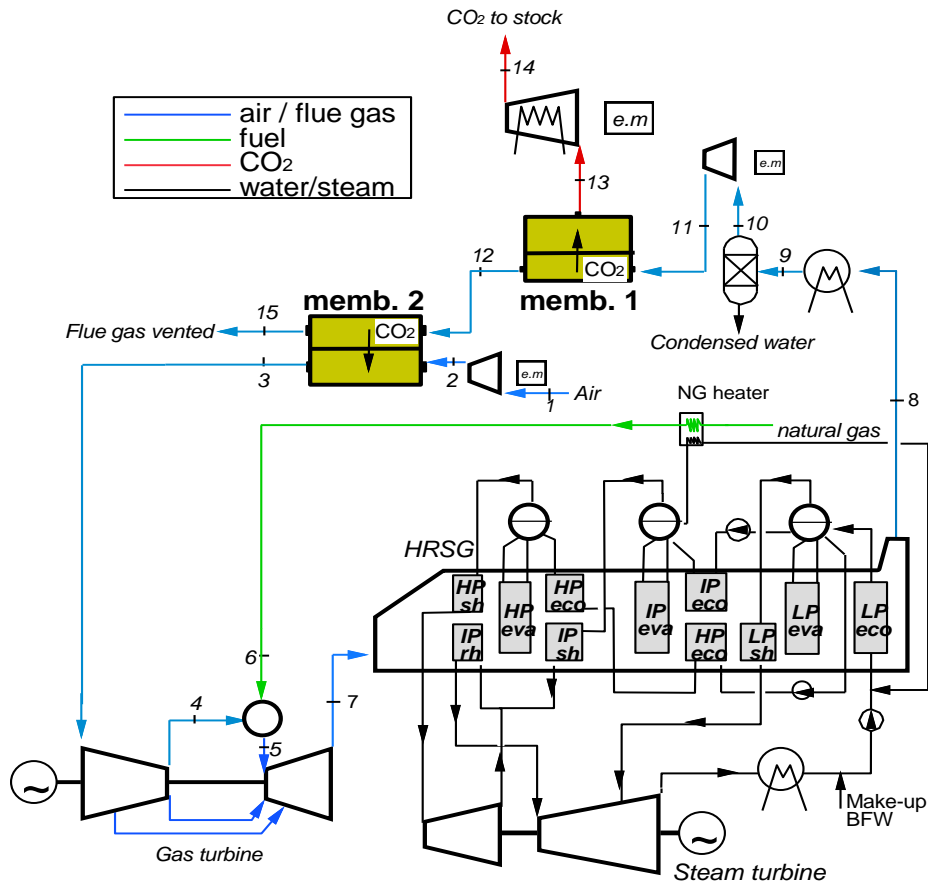 CO2 to stock
14
air / flue gas
fuel
CO2
water/steam
e.m
e.m
13
11
10
9
12
CO2
memb. 1
memb. 2
15
CO2
Flue gas vented
Condensed water
3
2
e.m
1
Air
NG heater
8
natural gas
HRSG
HP
sh
HP
eva
HP
eco
IP
rh
IP
sh
IP
eva
IP
eco
HP
eco
LP
sh
LP
eva
LP
eco
6
7
4
5
~
Gas turbine
~
Make-up
BFW
Steam turbine